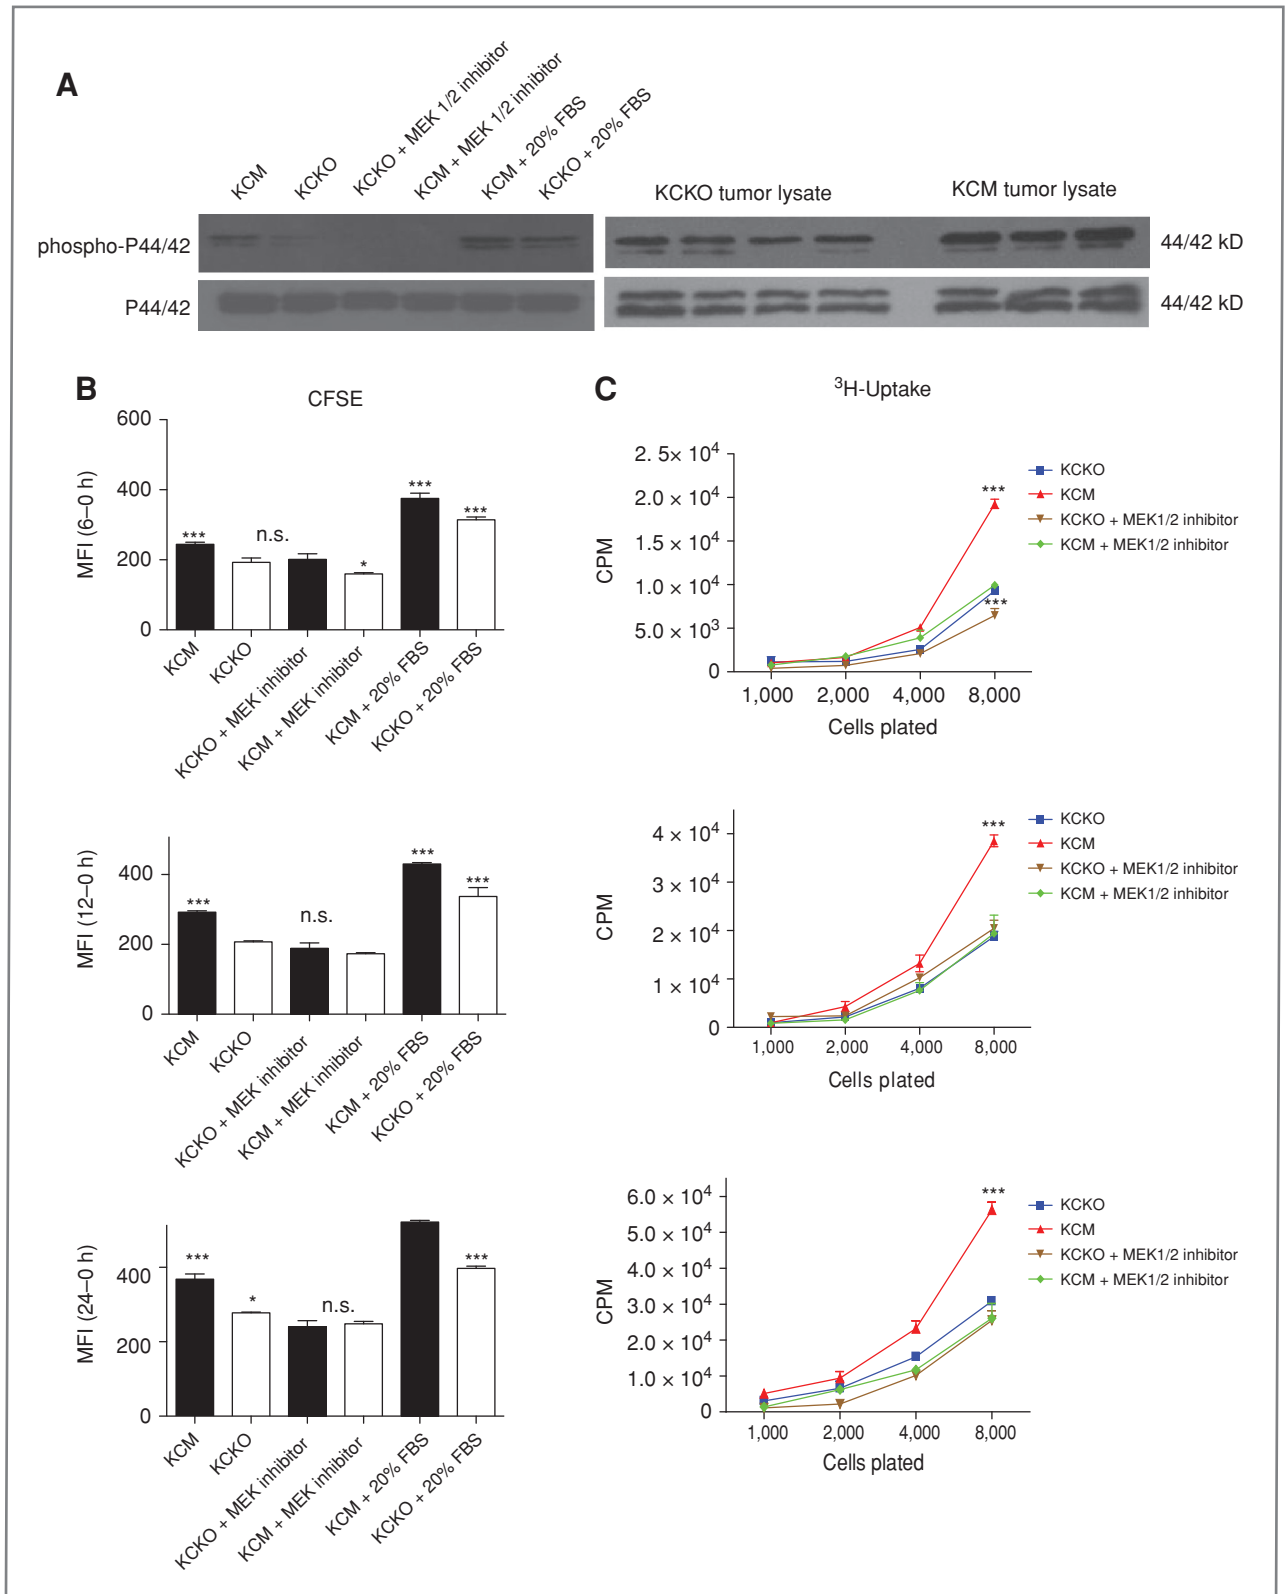 A
KCM
KCKO
KCKO + MEK 1/2 inhibitor
KCM + MEK 1/2 inhibitor
KCM + 20% FBS
KCKO + 20% FBS
KCKO tumor lysate
KCM tumor lysate
phospho-P44/42
44/42 kD
P44/42
44/42 kD
B
CFSE
MFI (6–0 h)
600
400
200
0
***
n.s.
*
***
***
KCM
KCKO
KCKO + MEK inhibitor
KCM + MEK inhibitor
KCM + 20% FBS
KCKO + 20% FBS
MFI (12–0 h)
400
200
0
***
n.s.
***
***
KCM
KCKO
KCKO + MEK inhibitor
KCM + MEK inhibitor
KCM + 20% FBS
KCKO + 20% FBS
MFI (24–0 h)
400
200
0
***
*
n.s.
***
KCM
KCKO
KCKO + MEK inhibitor
KCM + MEK inhibitor
KCM + 20% FBS
KCKO + 20% FBS
C
³H-Uptake
CPM
2. 5× 10⁴
2.0 × 10⁴
1.5 × 10⁴
1.0 × 10⁴
5.0 × 10³
0
***
***
1,000
2,000
4,000
8,000
Cells plated
KCKO
KCM
KCKO + MEK1/2 inhibitor
KCM + MEK1/2 inhibitor
CPM
4 × 10⁴
3 × 10⁴
2 × 10⁴
1 × 10⁴
0
***
1,000
2,000
4,000
8,000
Cells plated
KCKO
KCM
KCKO + MEK1/2 inhibitor
KCM + MEK1/2 inhibitor
CPM
6.0 × 10⁴
5.0 × 10⁴
4.0 × 10⁴
3.0 × 10⁴
2.0 × 10⁴
1.0 × 10⁴
0
***
1,000
2,000
4,000
8,000
Cells plated
KCKO
KCM
KCKO + MEK1/2 inhibitor
KCM + MEK1/2 inhibitor